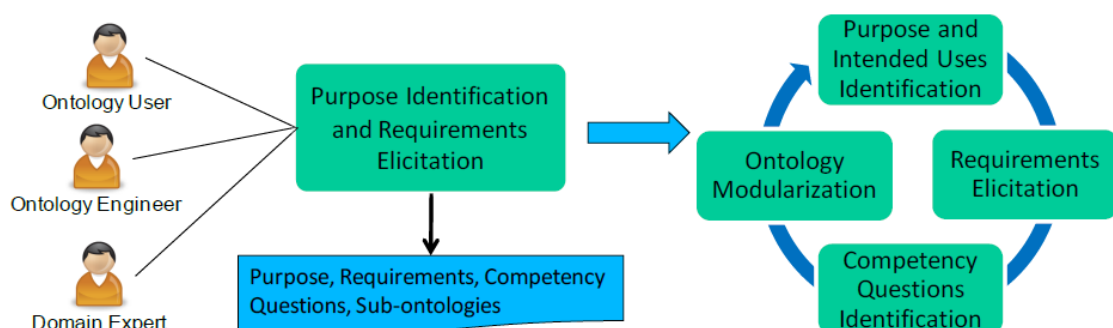 Ontology User
Ontology Engineer
Domain Expert
Purpose Identification
and Requirements
Elicitation
Purpose, Requirements, Competency
Questions, Sub-ontologies
Purpose and
Intended Uses
Identification
Requirements
Elicitation
Competency
Questions
Identification
Ontology
Modularization